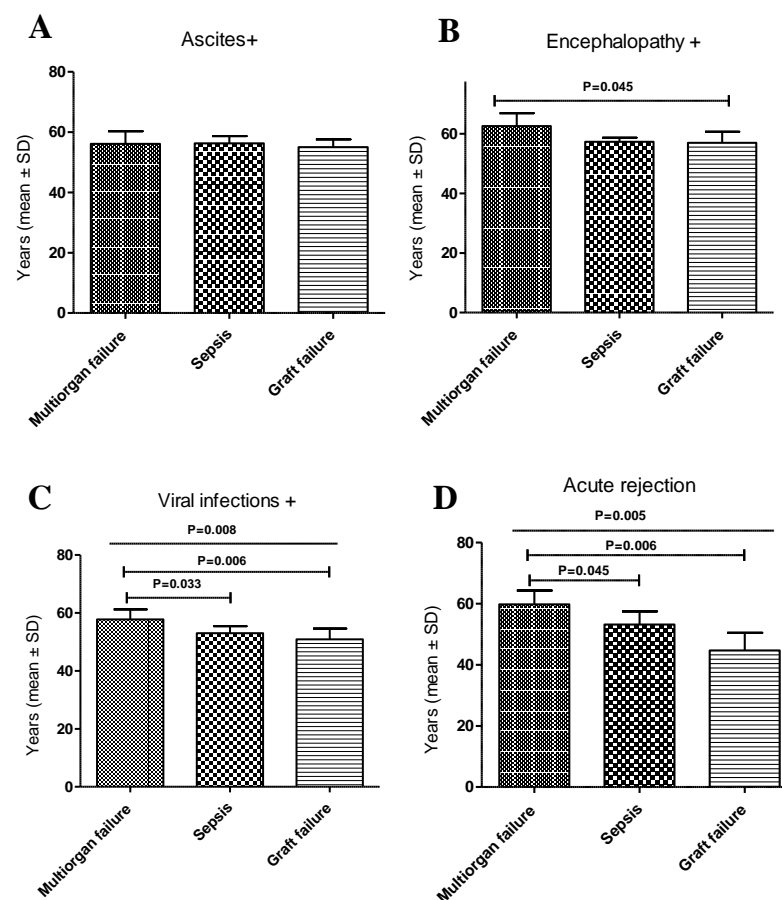 A
Ascites+
Years (mean ± SD)
80
60
40
20
0
Multiorgan failure
Sepsis
Graft failure
B
Encephalopathy +
P=0.045
Years (mean ± SD)
60
40
20
0
Multiorgan failure
Sepsis
Graft failure
C
Viral infections +
P=0.008
P=0.006
P=0.033
Years (mean ± SD)
80
60
40
20
0
Multiorgan failure
Sepsis
Graft failure
D
Acute rejection
P=0.005
P=0.006
P=0.045
Years (mean ± SD)
80
60
40
20
0
Multiorgan failure
Sepsis
Graft failure